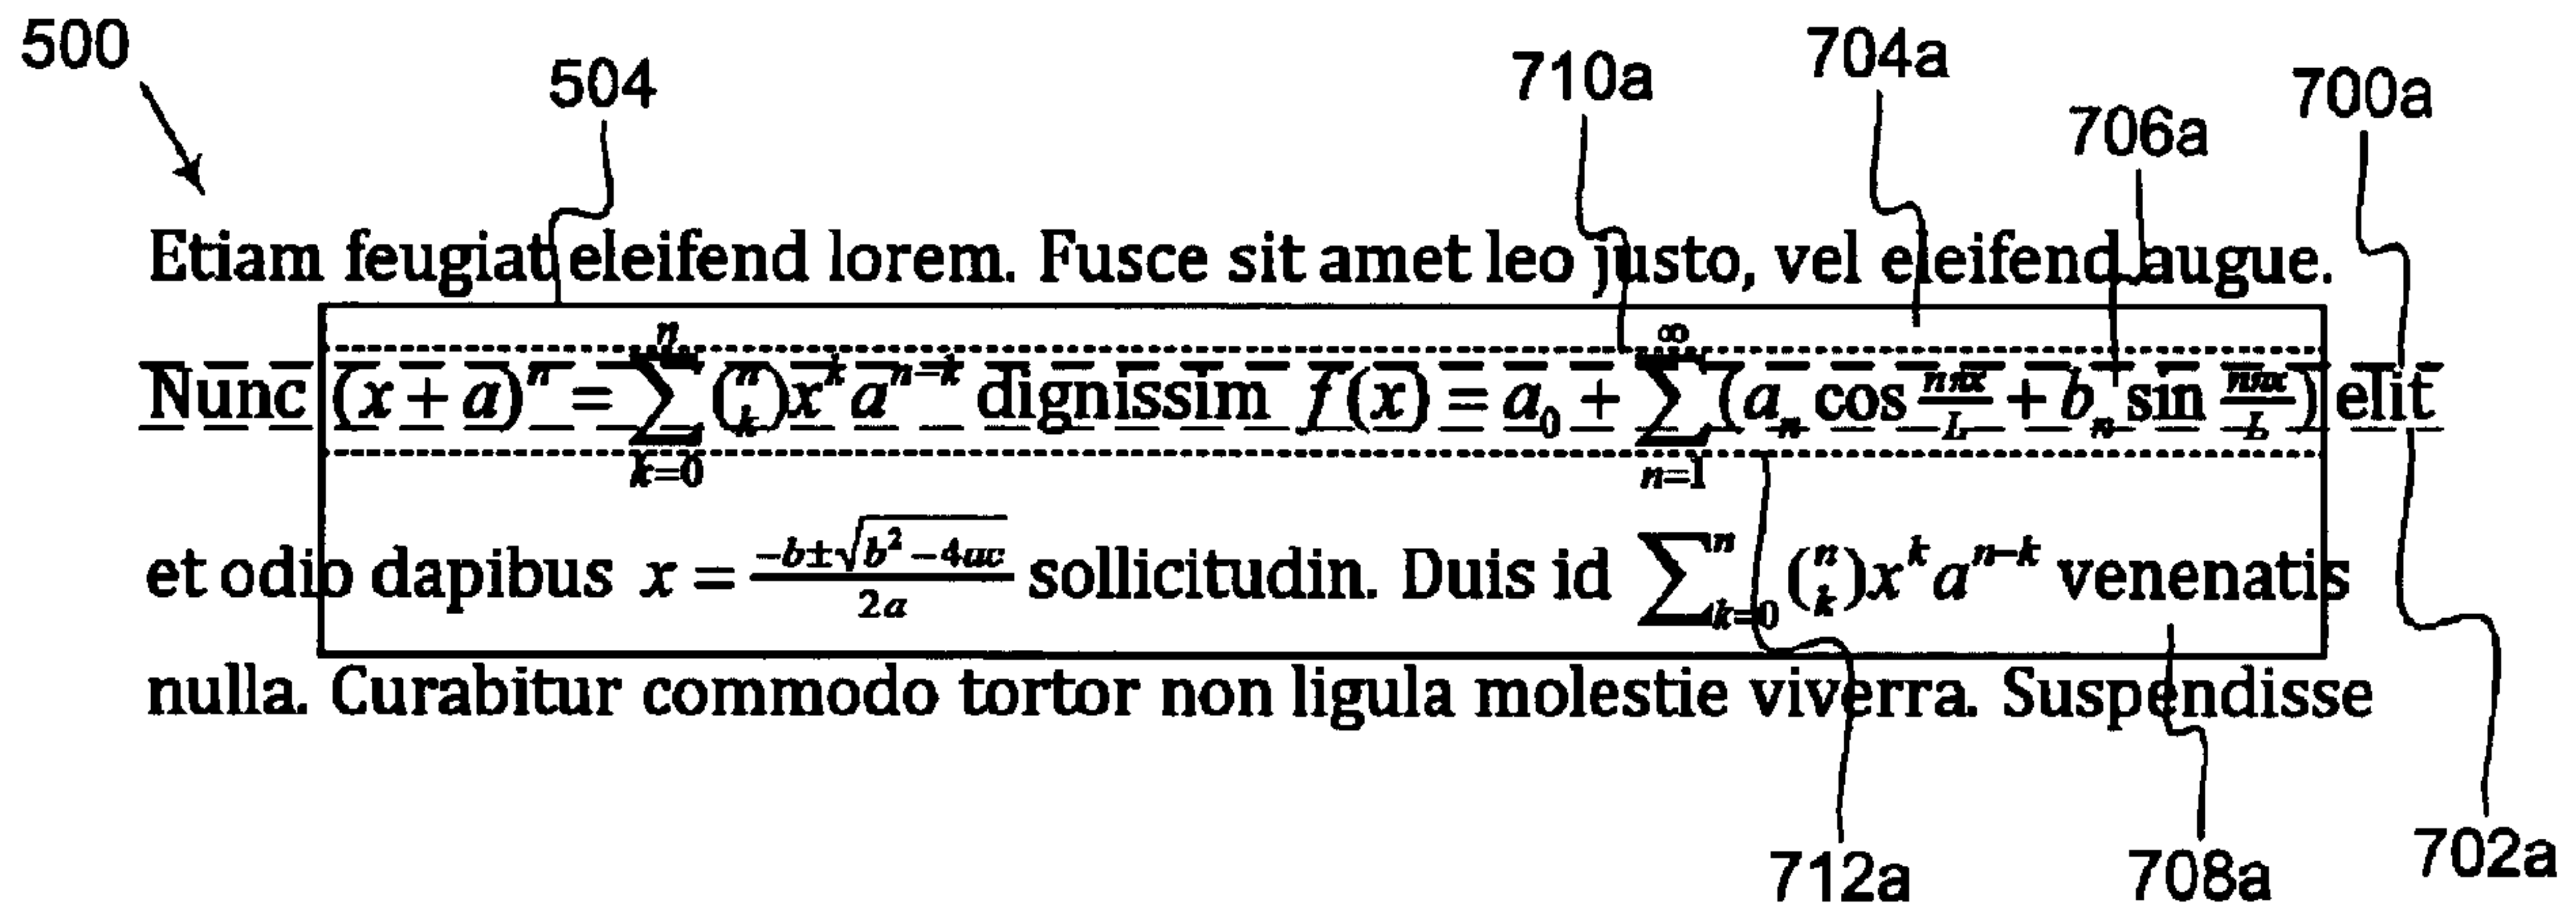 500
504
710a
704a
706a
700a
Etiam feugiat eleifend lorem. Fusce sit amet leo justo, vel eleifend augue.
Nunc (x + a)^n = ∑_{k=0}^{n} (n k) x^k a^{n−k} dignissim f(x) = a_0 + ∑_{n=1}^{∞} (a_n cos nπx/L + b_n sin nπx/L) elit
et odio dapibus x = −b±√(b^2 −4ac) / 2a sollicitudin. Duis id ∑_{k=0}^{n} (n k) x^k a^{n−k} venenatis
nulla. Curabitur commodo tortor non ligula molestie viverra. Suspendisse
712a
708a
702a